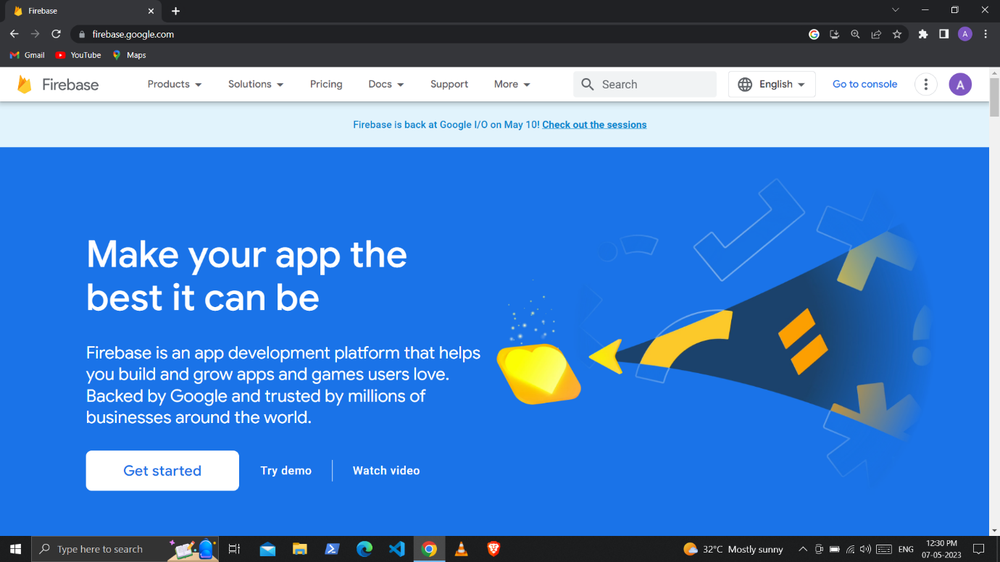 Firebase
firebase.google.com
A
Gmail YouTube Maps
Firebase Products Solutions Pricing Docs Support More Search English Go to console A
Firebase is back at Google I/O on May 10! Check out the sessions
Make your app the
best it can be
Firebase is an app development platform that helps
you build and grow apps and games users love.
Backed by Google and trusted by millions of
businesses around the world.
Get started Try demo Watch video
Type here to search 32°C Mostly sunny ENG 12:30 PM
07-05-2023